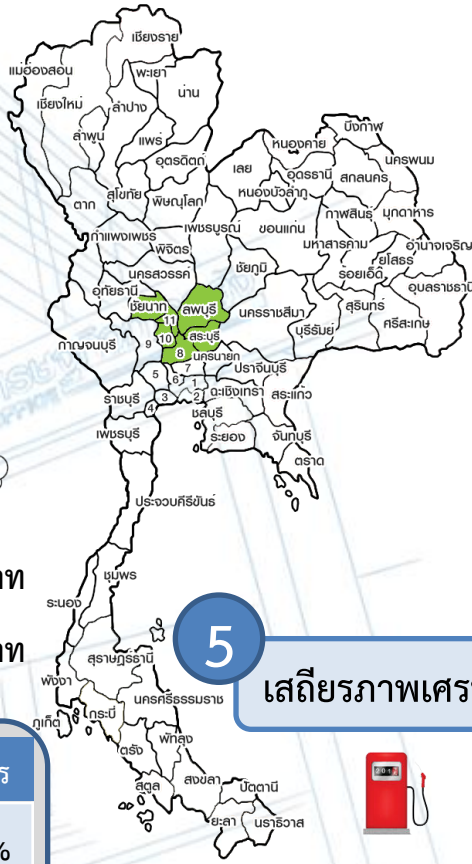 เชียงราย
แม่ฮ่องสอน
พะเยา
เชียงใหม่
ลำปาง
น่าน
ลำพูน
แพร่
อุตรดิตถ์
บึงกาฬ
หนองคาย
เลย
อุดรธานี
สกลนคร
นครพนม
ตาก
สุโขทัย
พิษณุโลก
หนองบัวลำภู
กำแพงเพชร
พิจิตร
เพชรบูรณ์
ขอนแก่น
กาฬสินธุ์
มุกดาหาร
มหาสารคาม
อำนาจเจริญ
นครสวรรค์
ชัยภูมิ
ร้อยเอ็ด
ยโสธร
อุทัยธานี
ชัยนาท
ลพบุรี
นครราชสีมา
บุรีรัมย์
สุรินทร์
ศรีสะเกษ
อุบลราชธานี
11
10
9
สระบุรี
กาญจนบุรี
8
นครนายก
ปราจีนบุรี
7
5
6
1
ฉะเชิงเทรา
สระแก้ว
ราชบุรี
3
2
4
ชลบุรี
เพชรบุรี
ระยอง
จันทบุรี
ตราด
ประจวบคีรีขันธ์
ชุมพร
ระนอง
สุราษฎร์ธานี
พังงา
นครศรีธรรมราช
ภูเก็ต
กระบี่
ตรัง
พัทลุง
สตูล
สงขลา
ปัตตานี
ยะลา
นราธิวาส
5
เสถียรภาพเศร
%